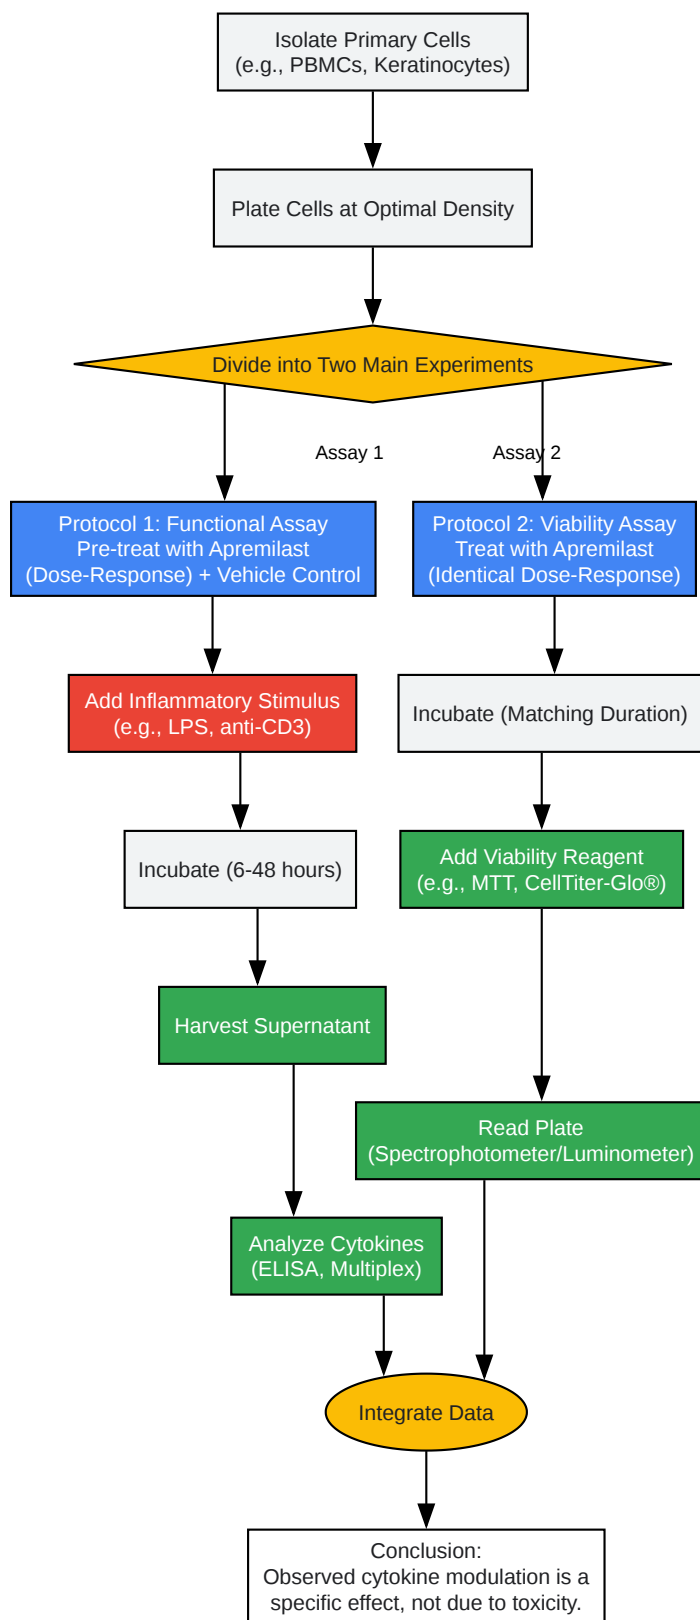 Isolate Primary Cells
(e.g., PBMCs, Keratinocytes)
Plate Cells at Optimal Density
Divide into Two Main Experiments
Assay 1
Assay 2
Protocol 1: Functional Assay
Pre-treat with Apremilast
(Dose-Response) + Vehicle Control
Protocol 2: Viability Assay
Treat with Apremilast
(Identical Dose-Response)
Add Inflammatory Stimulus
(e.g., LPS, anti-CD3)
Incubate (Matching Duration)
Incubate (6-48 hours)
Add Viability Reagent
(e.g., MTT, CellTiter-Glo®)
Harvest Supernatant
Read Plate
(Spectrophotometer/Luminometer)
Analyze Cytokines
(ELISA, Multiplex)
Integrate Data
Conclusion:
Observed cytokine modulation is a
specific effect, not due to toxicity.